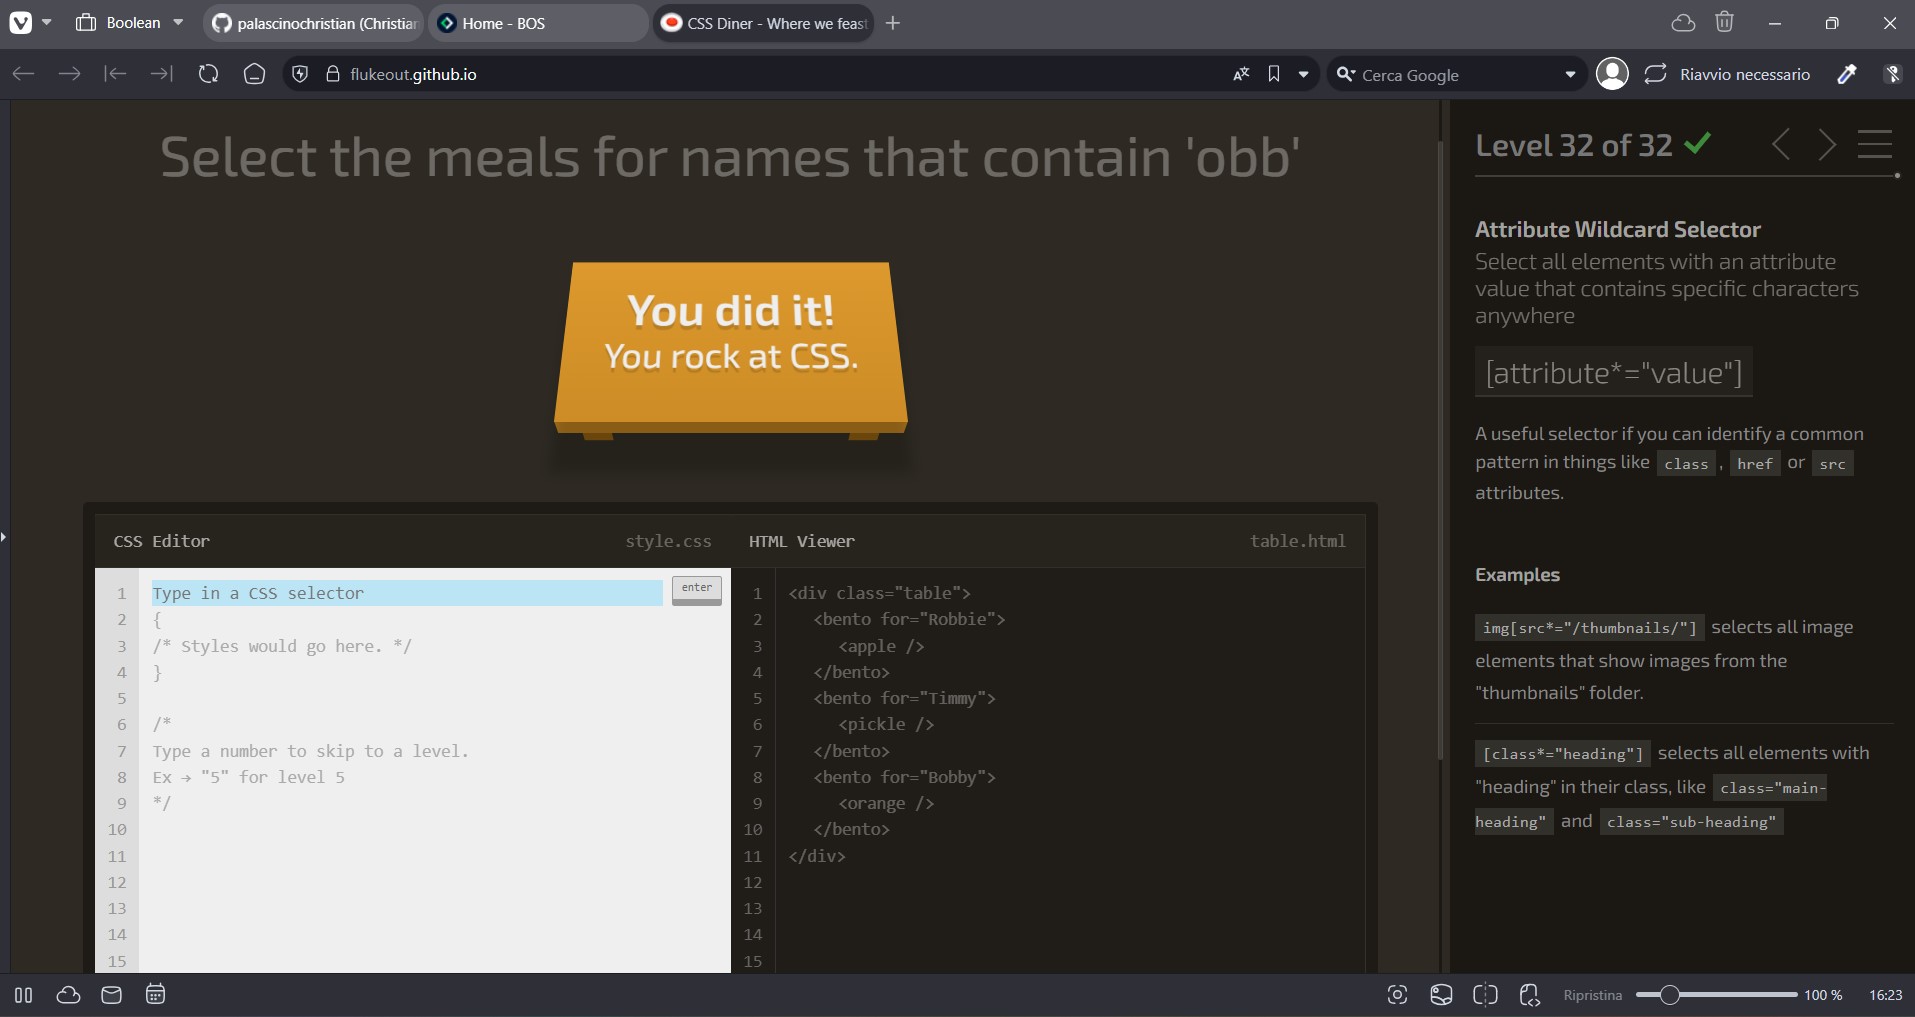 Boolean
palascinochristian (Christian
Home - BOS
CSS Diner - Where we feast
flukeout.github.io
Cerca Google
Riavvio necessario
Select the meals for names that contain 'obb'
You did it!
You rock at CSS.
CSS Editor
style.css
HTML Viewer
table.html
1 Type in a CSS selector
enter
2 {
3 /* Styles would go here. */
4 }
5
6 /*
7 Type a number to skip to a level.
8 Ex → "5" for level 5
9 */
10
11
12
13
14
15
1 <div class="table">
2 <bento for="Robbie">
3 <apple />
4 </bento>
5 <bento for="Timmy">
6 <pickle />
7 </bento>
8 <bento for="Bobby">
9 <orange />
10 </bento>
11 </div>
12
13
14
15
Level 32 of 32
Attribute Wildcard Selector
Select all elements with an attribute
value that contains specific characters
anywhere
[attribute*="value"]
A useful selector if you can identify a common
pattern in things like class , href or src
attributes.
Examples
img[src*="/thumbnails/"] selects all image
elements that show images from the
"thumbnails" folder.
[class*="heading"] selects all elements with
"heading" in their class, like class="main-
heading" and class="sub-heading"
Ripristina
100 %
16:23